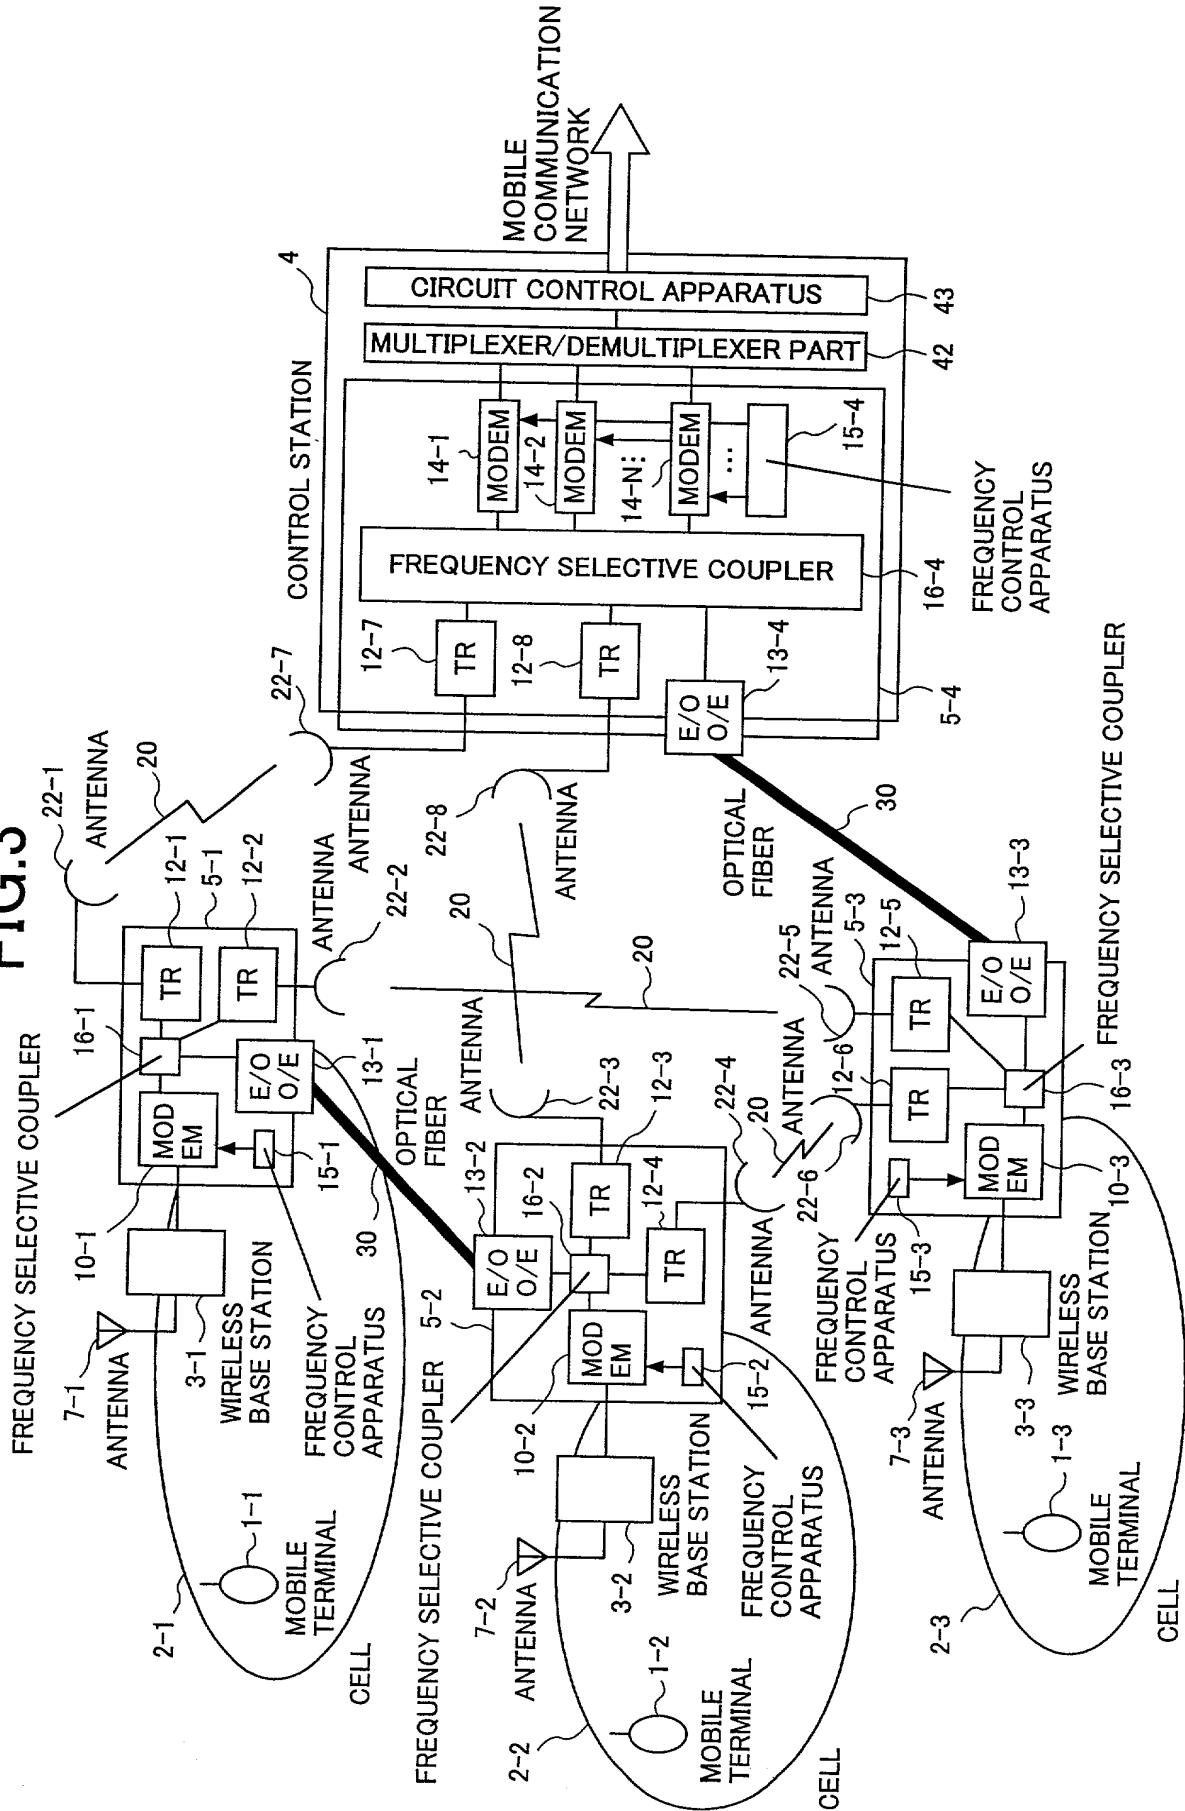 FIG.3
FREQUENCY SELECTIVE COUPLER
7-1
ANTENNA
10-1
16-1
MOD
EM
TR
TR
12-1
5-1
12-2
22-1
ANTENNA
20
22-7
ANTENNA
ANTENNA
22-2
E/O
O/E
13-1
15-1
3-1
WIRELESS
BASE STATION
FREQUENCY
CONTROL
APPARATUS
2-1
1-1
MOBILE
TERMINAL
CELL
30
OPTICAL
FIBER
FREQUENCY SELECTIVE COUPLER
7-2
ANTENNA
10-2
5-2
13-2
E/O
O/E
16-2
MOD
EM
TR
TR
12-3
12-4
22-3
ANTENNA
20
22-8
ANTENNA
22-4
ANTENNA
20
15-2
3-2
WIRELESS
BASE STATION
FREQUENCY
CONTROL
APPARATUS
2-2
1-2
MOBILE
TERMINAL
CELL
20
22-5
ANTENNA
22-6
ANTENNA
12-6
5-3
12-5
TR
TR
E/O
O/E
13-3
FREQUENCY
CONTROL
APPARATUS
15-3
MOD
EM
10-3
16-3
FREQUENCY SELECTIVE COUPLER
7-3
ANTENNA
3-3
WIRELESS
BASE STATION
2-3
1-3
MOBILE
TERMINAL
CELL
OPTICAL
FIBER
30
CONTROL STATION
4
12-7
TR
12-8
TR
E/O
O/E
13-4
5-4
FREQUENCY SELECTIVE COUPLER
16-4
14-1
MODEM
14-2
MODEM
14-N
MODEM
15-4
FREQUENCY
CONTROL
APPARATUS
MULTIPLEXER/DEMULTIPLEXER PART
42
CIRCUIT CONTROL APPARATUS
43
MOBILE
COMMUNICATION
NETWORK